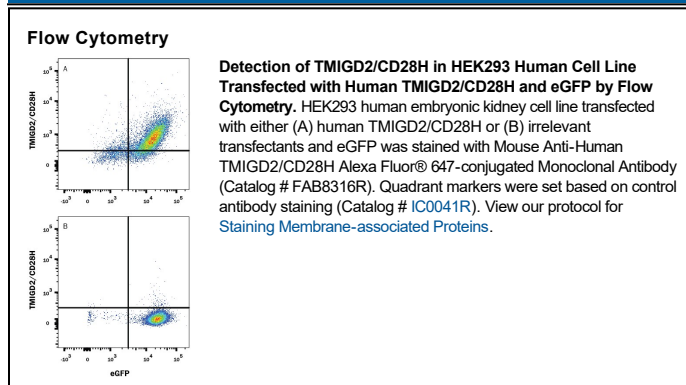 Flow Cytometry
Detection of TMIGD2/CD28H in HEK293 Human Cell Line
Transfected with Human TMIGD2/CD28H and eGFP by Flow
Cytometry. HEK293 human embryonic kidney cell line transfected
with either (A) human TMIGD2/CD28H or (B) irrelevant
transfectants and eGFP was stained with Mouse Anti-Human
TMIGD2/CD28H Alexa Fluor® 647-conjugated Monoclonal Antibody
(Catalog # FAB8316R). Quadrant markers were set based on control
antibody staining (Catalog # IC0041R). View our protocol for
Staining Membrane-associated Proteins.
A
TMIGD2/CD28H
10⁵
10⁴
10³
0
-10³ 0 10³ 10⁴ 10⁵
B
TMIGD2/CD28H
10⁵
10⁴
10³
0
-10³ 0 10³ 10⁴ 10⁵
eGFP